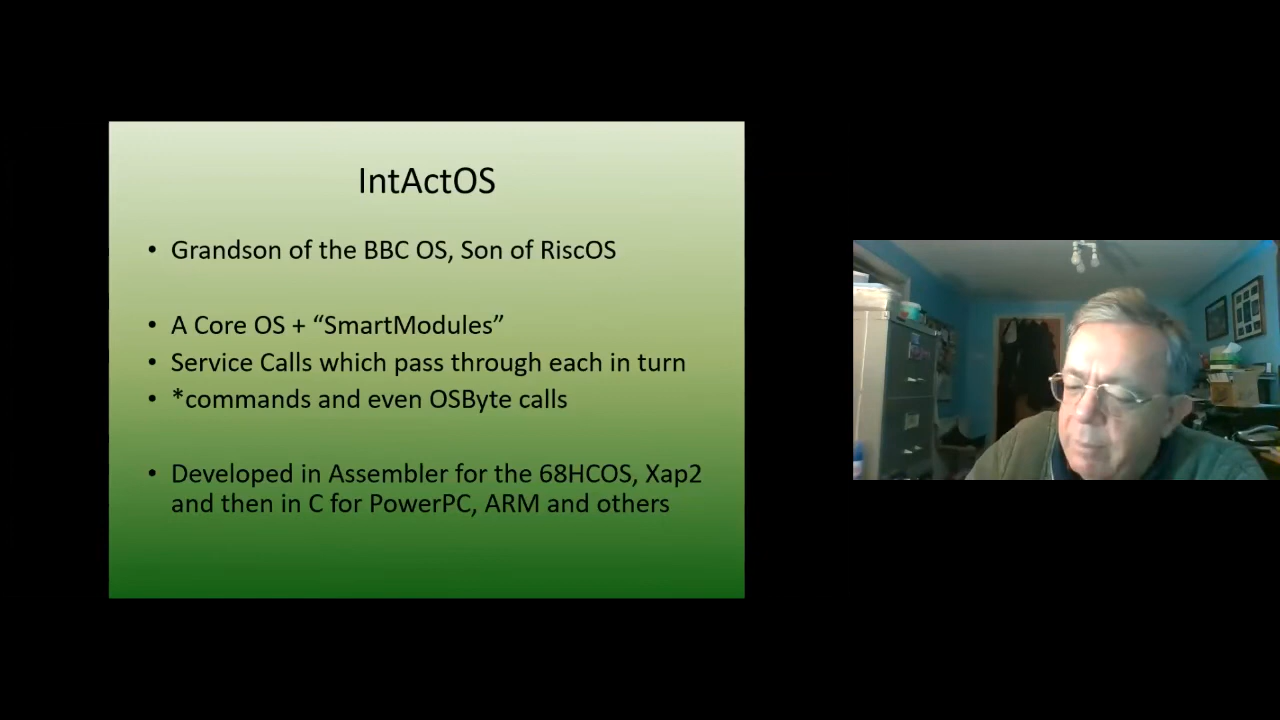 IntActOS
• Grandson of the BBC OS, Son of RiscOS
• A Core OS + “SmartModules”
• Service Calls which pass through each in turn
• *commands and even OSByte calls
• Developed in Assembler for the 68HCOS, Xap2
and then in C for PowerPC, ARM and others